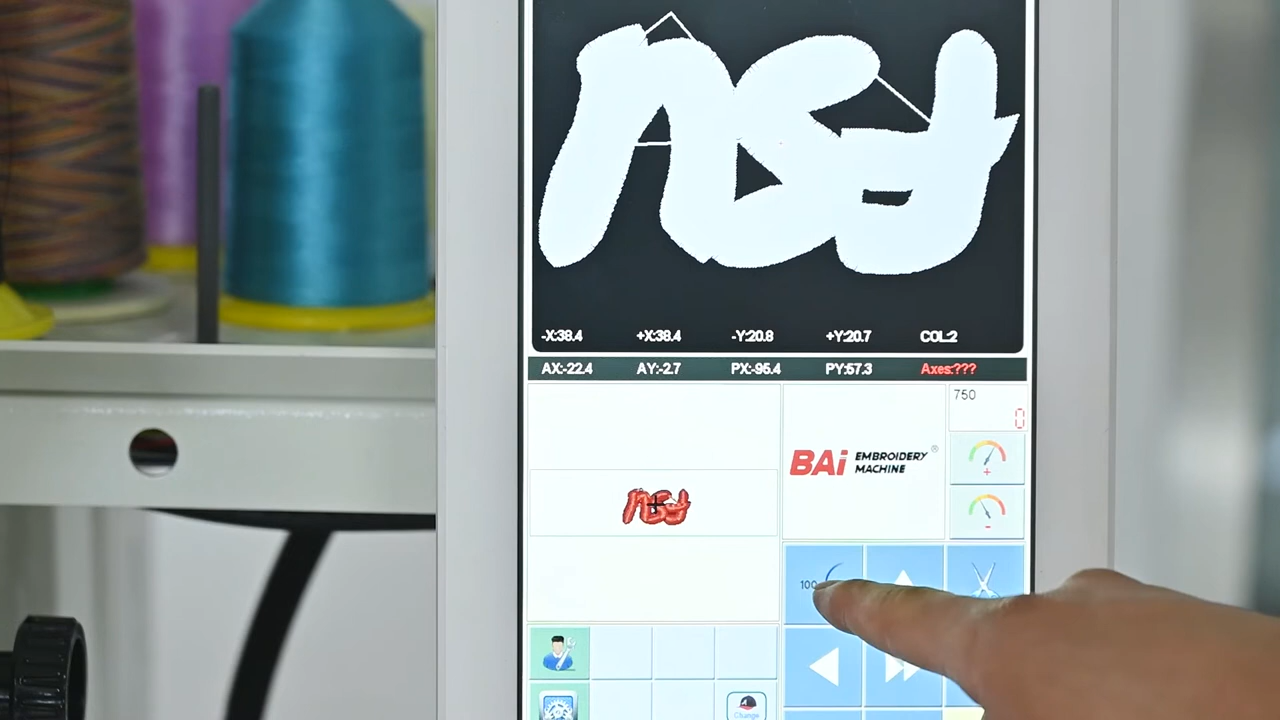 -X:38.4 +X:38.4 -Y:20.8 +Y:20.7 COL:2
AX:-22.4 AY:-2.7 PX:-95.4 PY:57.3 Axes:???
750
0
BAi EMBROIDERY MACHINE ®
100
Change